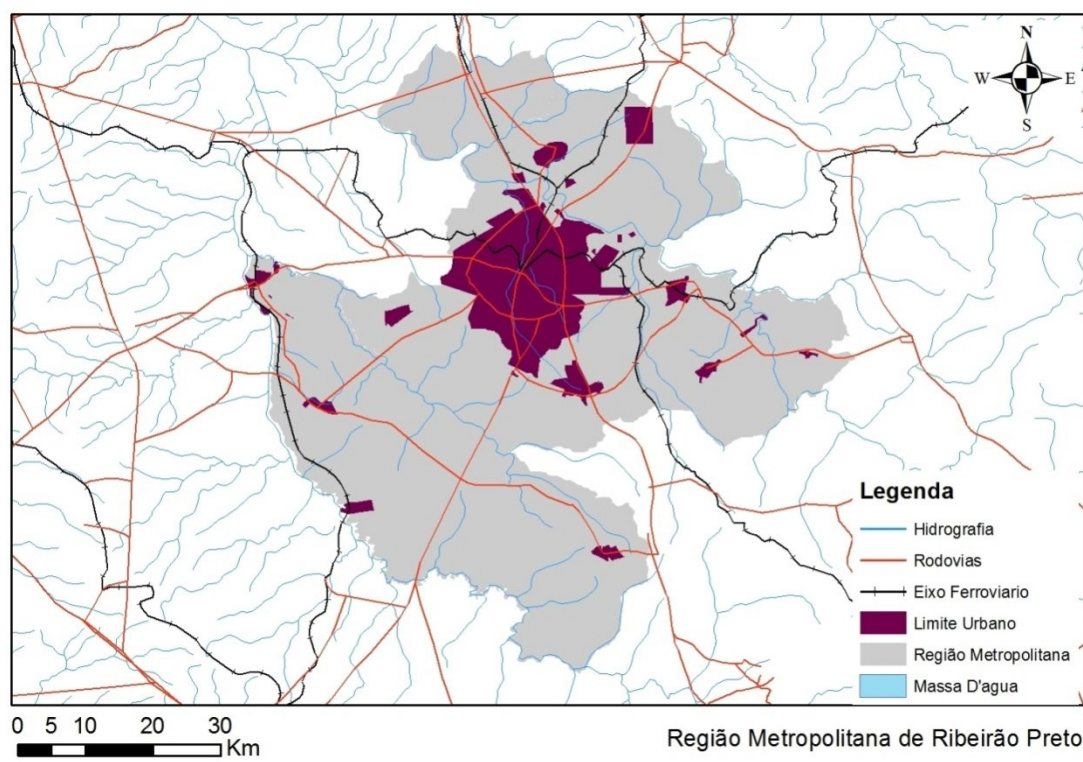 N
W E
S
Legenda
Hidrografia
Rodovias
Eixo Ferroviario
Limite Urbano
Região Metropolitana
Massa D'agua
0 5 10 20 30
Km
Região Metropolitana de Ribeirão Preto